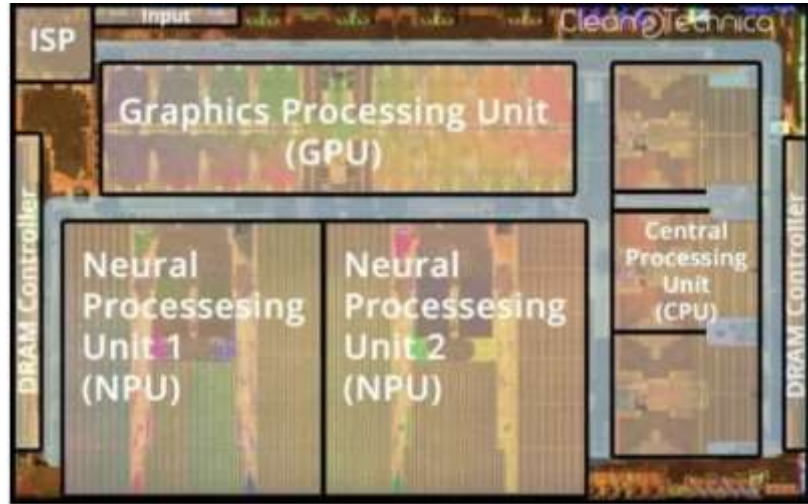 Input
CleanTechnica
ISP
Graphics Processing Unit
(GPU)
DRAM Controller
Neural
Processesing
Unit 1
(NPU)
Neural
Processesing
Unit 2
(NPU)
Central
Processing
Unit
(CPU)
DRAM Controller